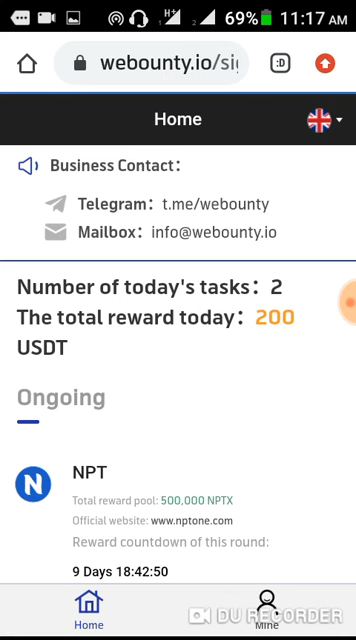 H+
1
2
69%
11:17 AM
webounty.io/si
:D
Home
Business Contact:
Telegram: t.me/webounty
Mailbox: info@webounty.io
Number of today's tasks: 2
The total reward today: 200
USDT
Ongoing
N
NPT
Total reward pool: 500,000 NPTX
Official website: www.nptone.com
Reward countdown of this round:
9 Days 18:42:50
Home
Mine
DU RECORDER